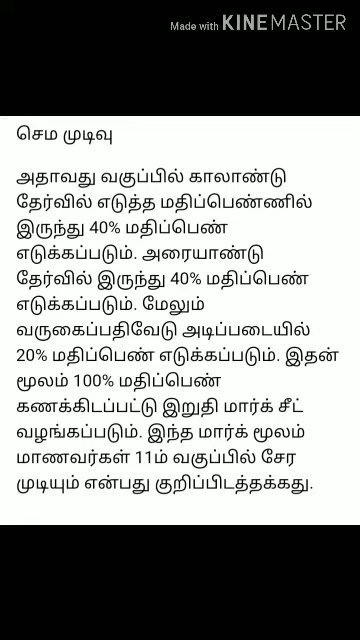 Made with KINEMASTER
செம முடிவு
அதாவது வகுப்பில் காலாண்டு
தேர்வில் எடுத்த மதிப்பெண்ணில்
இருந்து 40% மதிப்பெண்
எடுக்கப்படும். அரையாண்டு
தேர்வில் இருந்து 40% மதிப்பெண்
எடுக்கப்படும். மேலும்
வருகைப்பதிவேடு அடிப்படையில்
20% மதிப்பெண் எடுக்கப்படும். இதன்
மூலம் 100% மதிப்பெண்
கணக்கிடப்பட்டு இறுதி மார்க் சீட்
வழங்கப்படும். இந்த மார்க் மூலம்
மாணவர்கள் 11ம் வகுப்பில் சேர
முடியும் என்பது குறிப்பிடத்தக்கது.